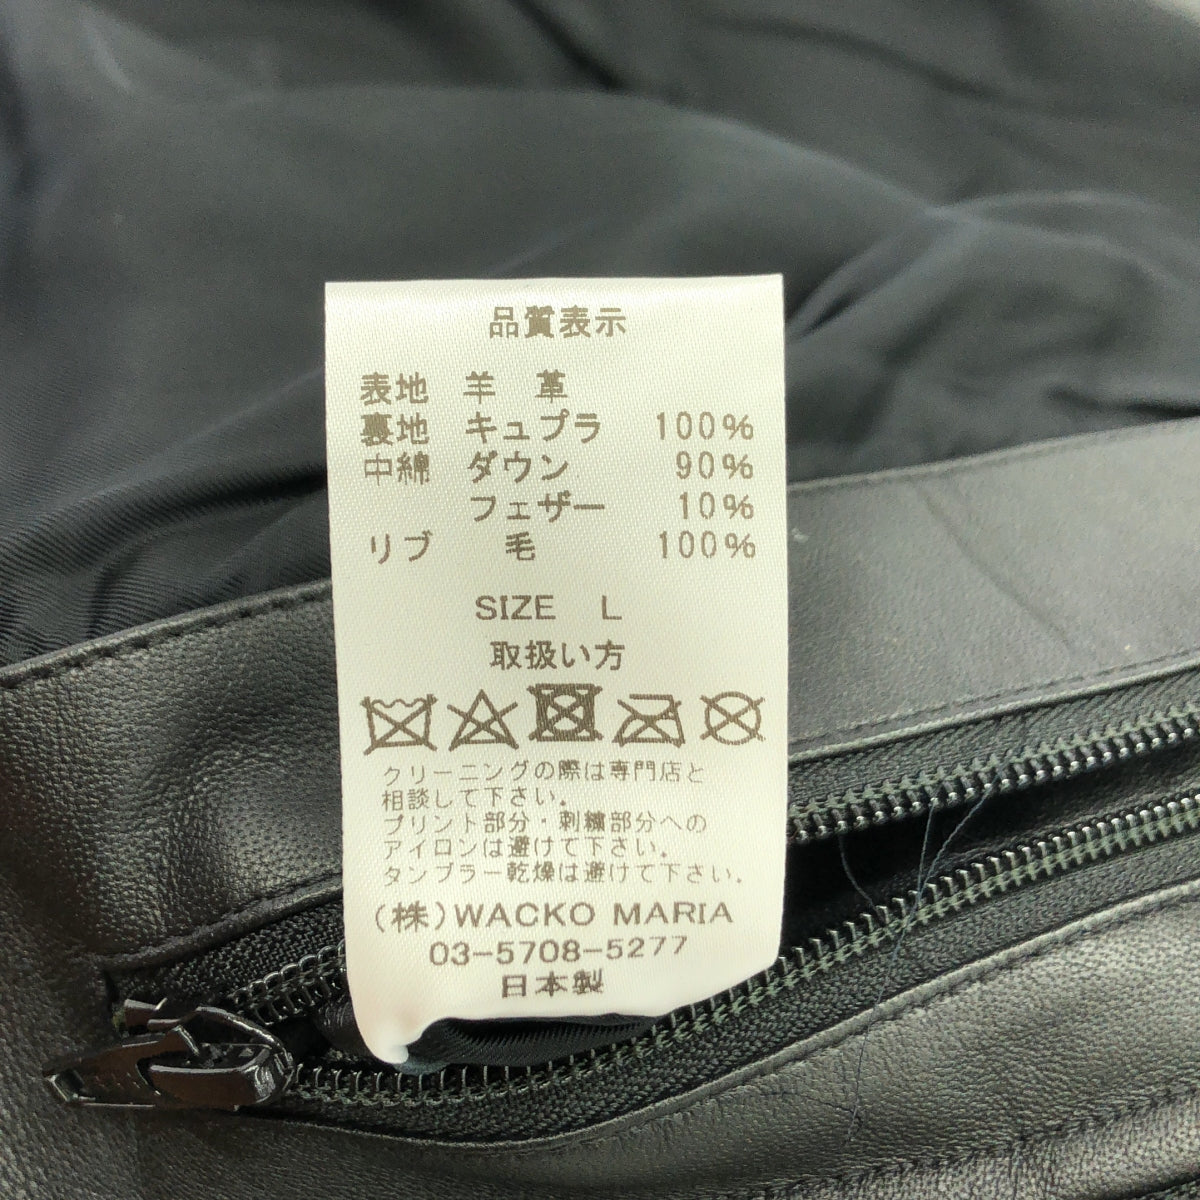 品質表示
表地 羊 革
裏地 キュプラ 100%
中綿 ダウン 90%
フェザー 10%
リブ 毛 100%
SIZE L
取扱い方
クリーニングの際は専門店と
相談して下さい。
プリント部分・刺繍部分への
アイロンは避けて下さい。
タンブラー乾燥は避けて下さい。
(株)WACKO MARIA
03-5708-5277
日本製